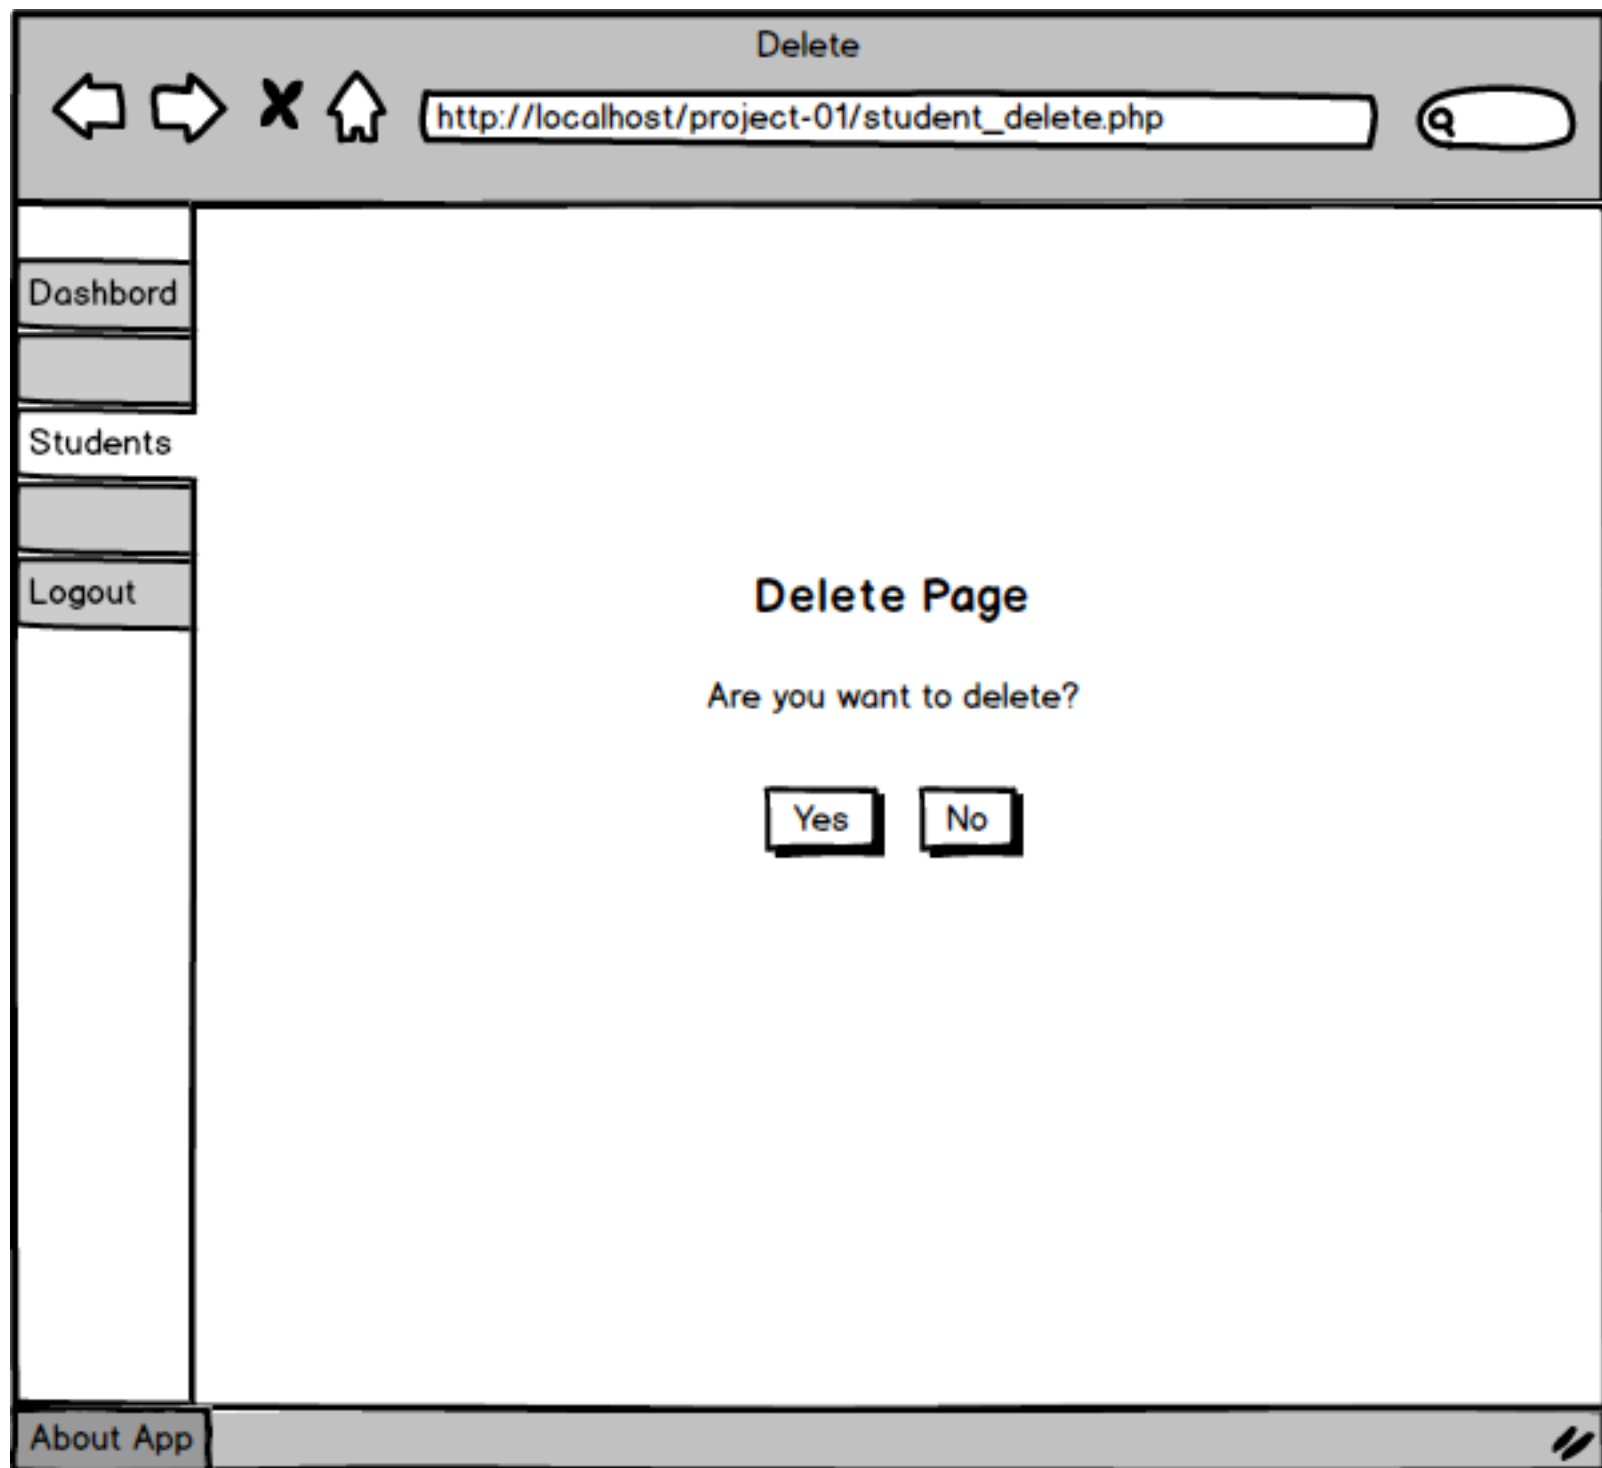 Delete
http://localhost/project-01/student_delete.php
Dashbord
Students
Logout
Delete Page
Are you want to delete?
Yes No
About App